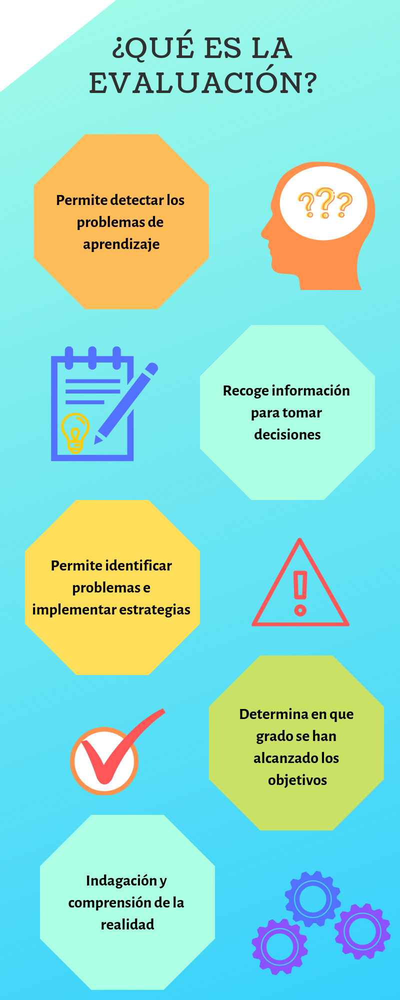 ¿QUÉ ES LA
EVALUACIÓN?
Permite detectar los
problemas de
aprendizaje
???
Recoge información
para tomar
decisiones
Permite identificar
problemas e
implementar estrategias
!
Determina en que
grado se han
alcanzado los
objetivos
Indagación y
comprensión de la
realidad